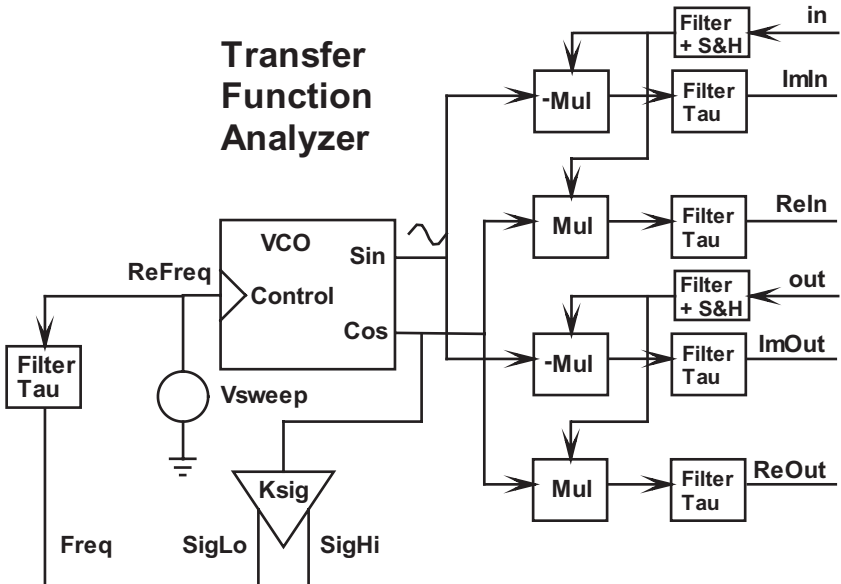 Transfer
Function
Analyzer
Filter
+ S&H
in
-Mul
Filter
Tau
ImIn
Mul
Filter
Tau
ReIn
VCO
Sin
Control
Cos
ReFreq
Filter
Tau
Vsweep
Filter
+ S&H
out
-Mul
Filter
Tau
ImOut
Mul
Filter
Tau
ReOut
Ksig
Freq
SigLo
SigHi